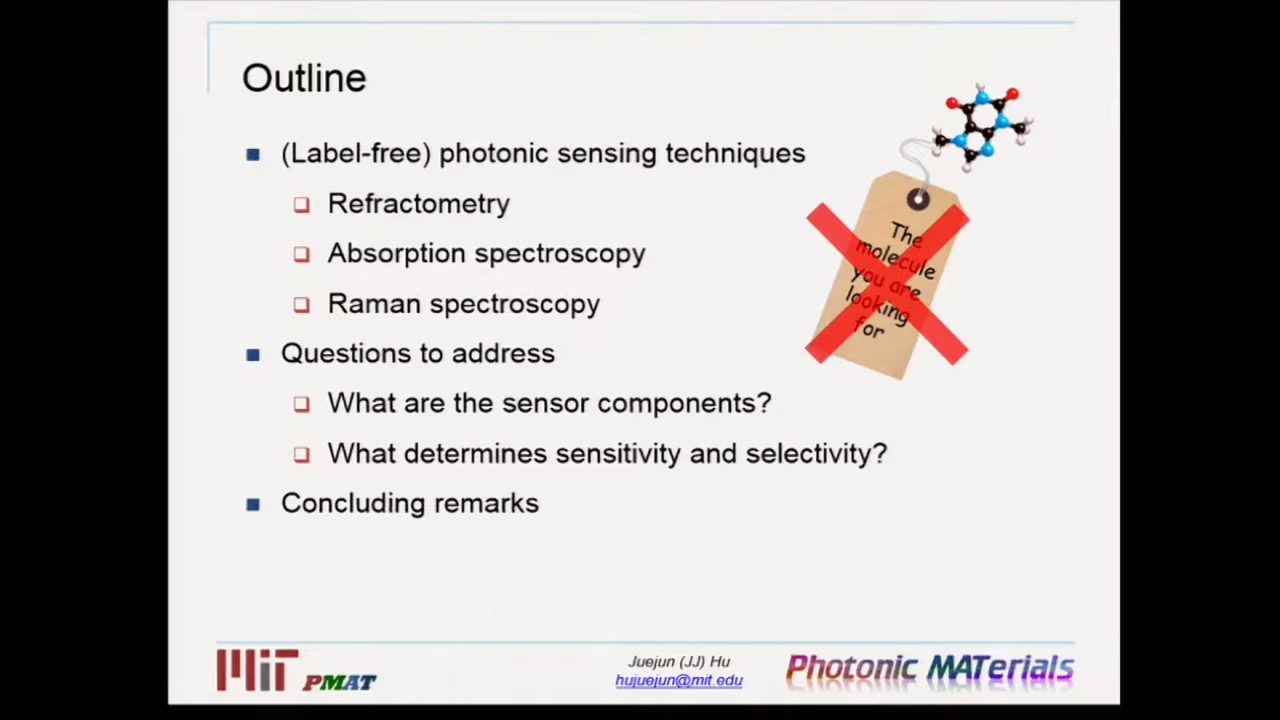 Outline
(Label-free) photonic sensing techniques
Refractometry
Absorption spectroscopy
Raman spectroscopy
Questions to address
What are the sensor components?
What determines sensitivity and selectivity?
Concluding remarks
The
molecule
you are
looking
for
MIT PMAT
Juejun (JJ) Hu
hujuejun@mit.edu
Photonic MATerials